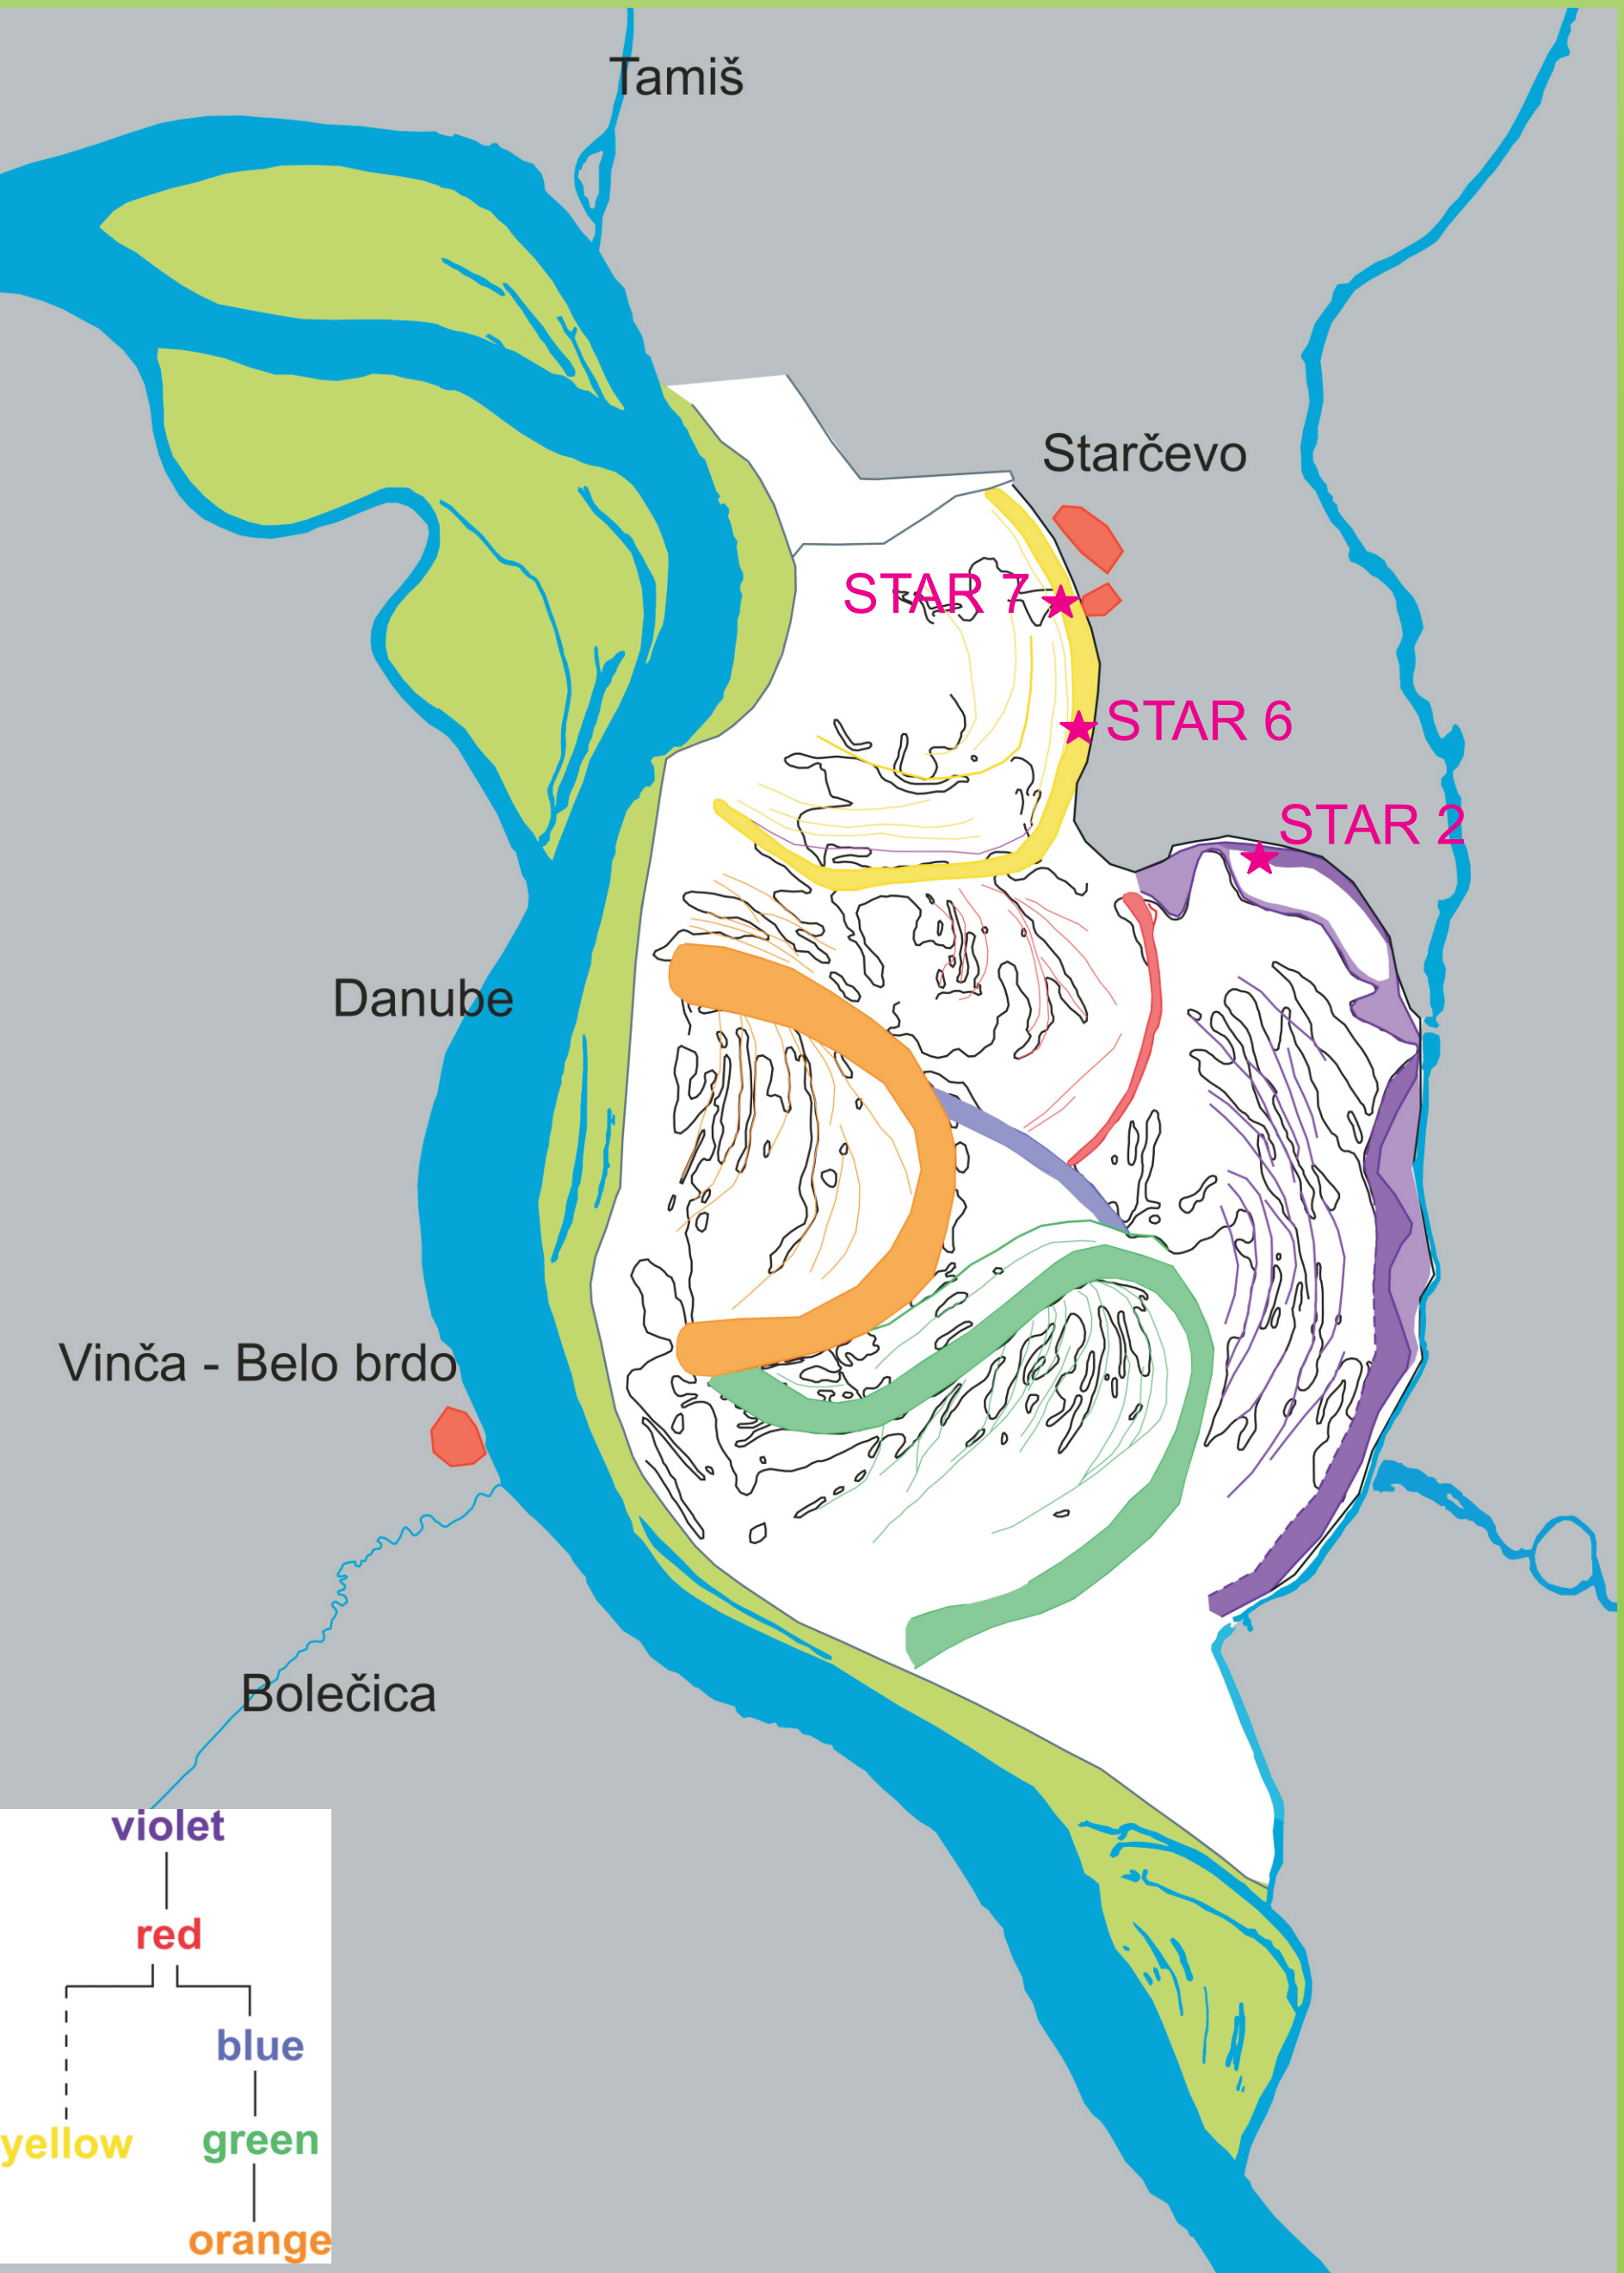 Tamiš
Starčevo
STAR 7
STAR 6
STAR 2
Danube
Vinča - Belo brdo
Bolečica
violet
red
blue
yellow
green
orange